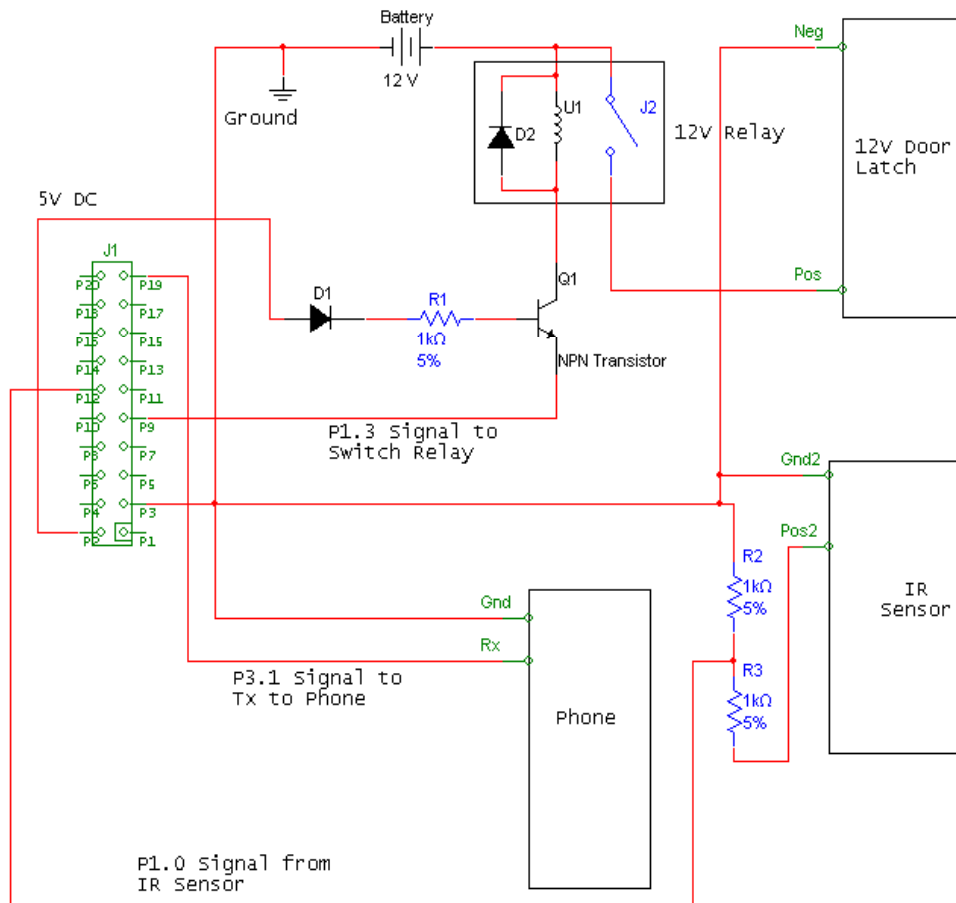 Battery
12 V
Ground
Neg
U1
J2
D2
12V Relay
12V Door
Latch
5V DC
J1
Pos
Q1
P20
P19
P18
P17
P16
P15
P14
P13
P12
P11
P10
P9
P8
P7
P6
P5
P4
P3
P2
P1
D1
R1
1kΩ
5%
NPN Transistor
P1.3 Signal to
Switch Relay
Gnd2
Pos2
R2
1kΩ
5%
IR
Sensor
Gnd
Rx
R3
1kΩ
5%
P3.1 Signal to
Tx to Phone
Phone
P1.0 Signal from
IR Sensor